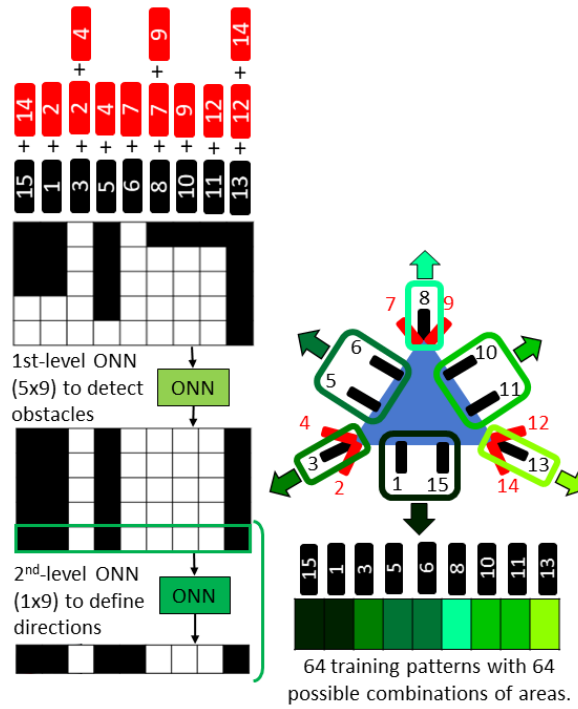 4 9 14
+ + +
14 2 2 4 7 7 9 12 12
+ + + + + + + + +
15 1 3 5 6 8 10 11 13
1st-level ONN
(5x9) to detect
obstacles
ONN
2nd-level ONN
(1x9) to define
directions
ONN
7 8 9
6 10
5 11
4 12
3 13
2 1 15 14
15 1 3 5 6 8 10 11 13
64 training patterns with 64
possible combinations of areas.